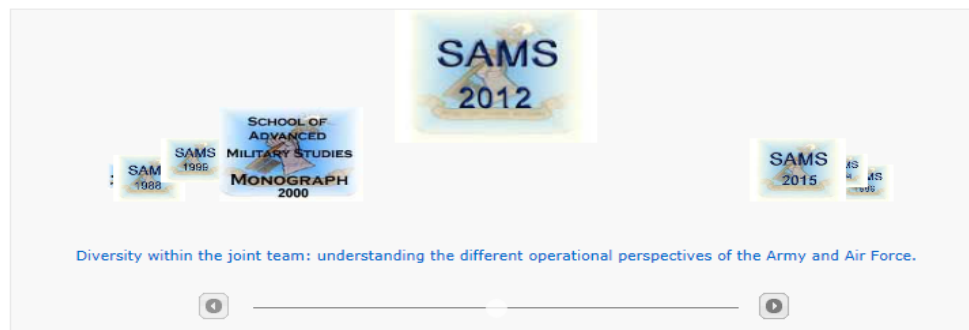 SAMS
2012
SCHOOL OF
ADVANCED
MILITARY STUDIES
MONOGRAPH
2000
SAMS
1999
SAM
1988
SAMS
2015
Diversity within the joint team: understanding the different operational perspectives of the Army and Air Force.